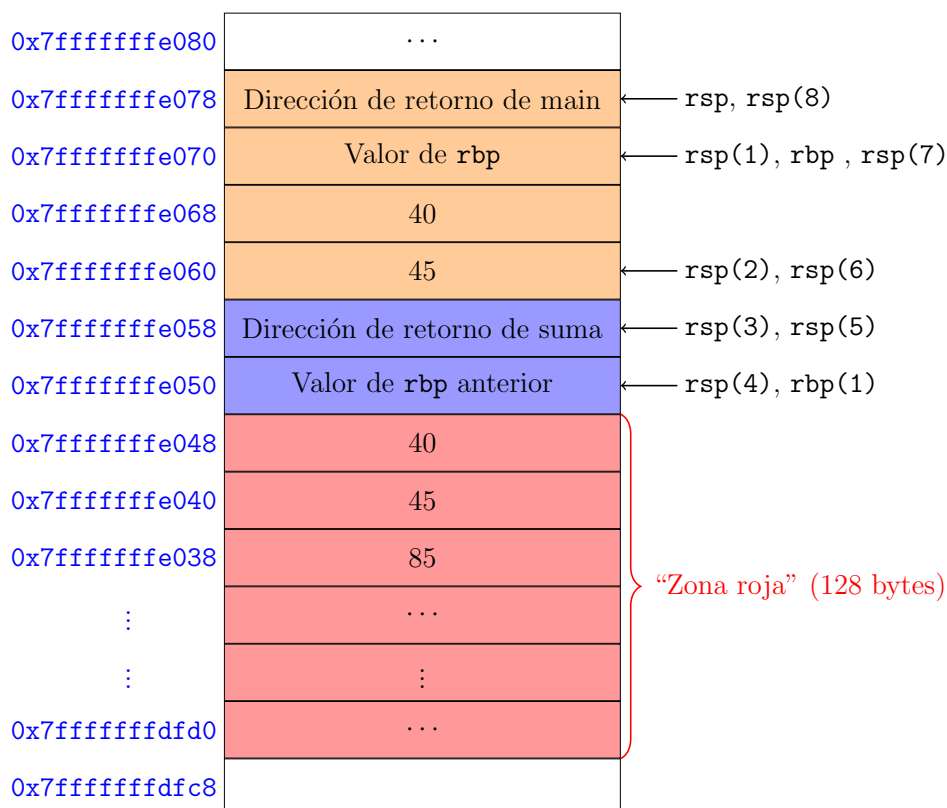 0x7fffffffe080 ···
0x7fffffffe078 Dirección de retorno de main rsp, rsp(8)
0x7fffffffe070 Valor de rbp rsp(1), rbp , rsp(7)
0x7fffffffe068 40
0x7fffffffe060 45 rsp(2), rsp(6)
0x7fffffffe058 Dirección de retorno de suma rsp(3), rsp(5)
0x7fffffffe050 Valor de rbp anterior rsp(4), rbp(1)
0x7fffffffe048 40
0x7fffffffe040 45
0x7fffffffe038 85
“Zona roja” (128 bytes)
⋮ ···
⋮ ⋮
0x7fffffffdfd0 ···
0x7fffffffdfc8